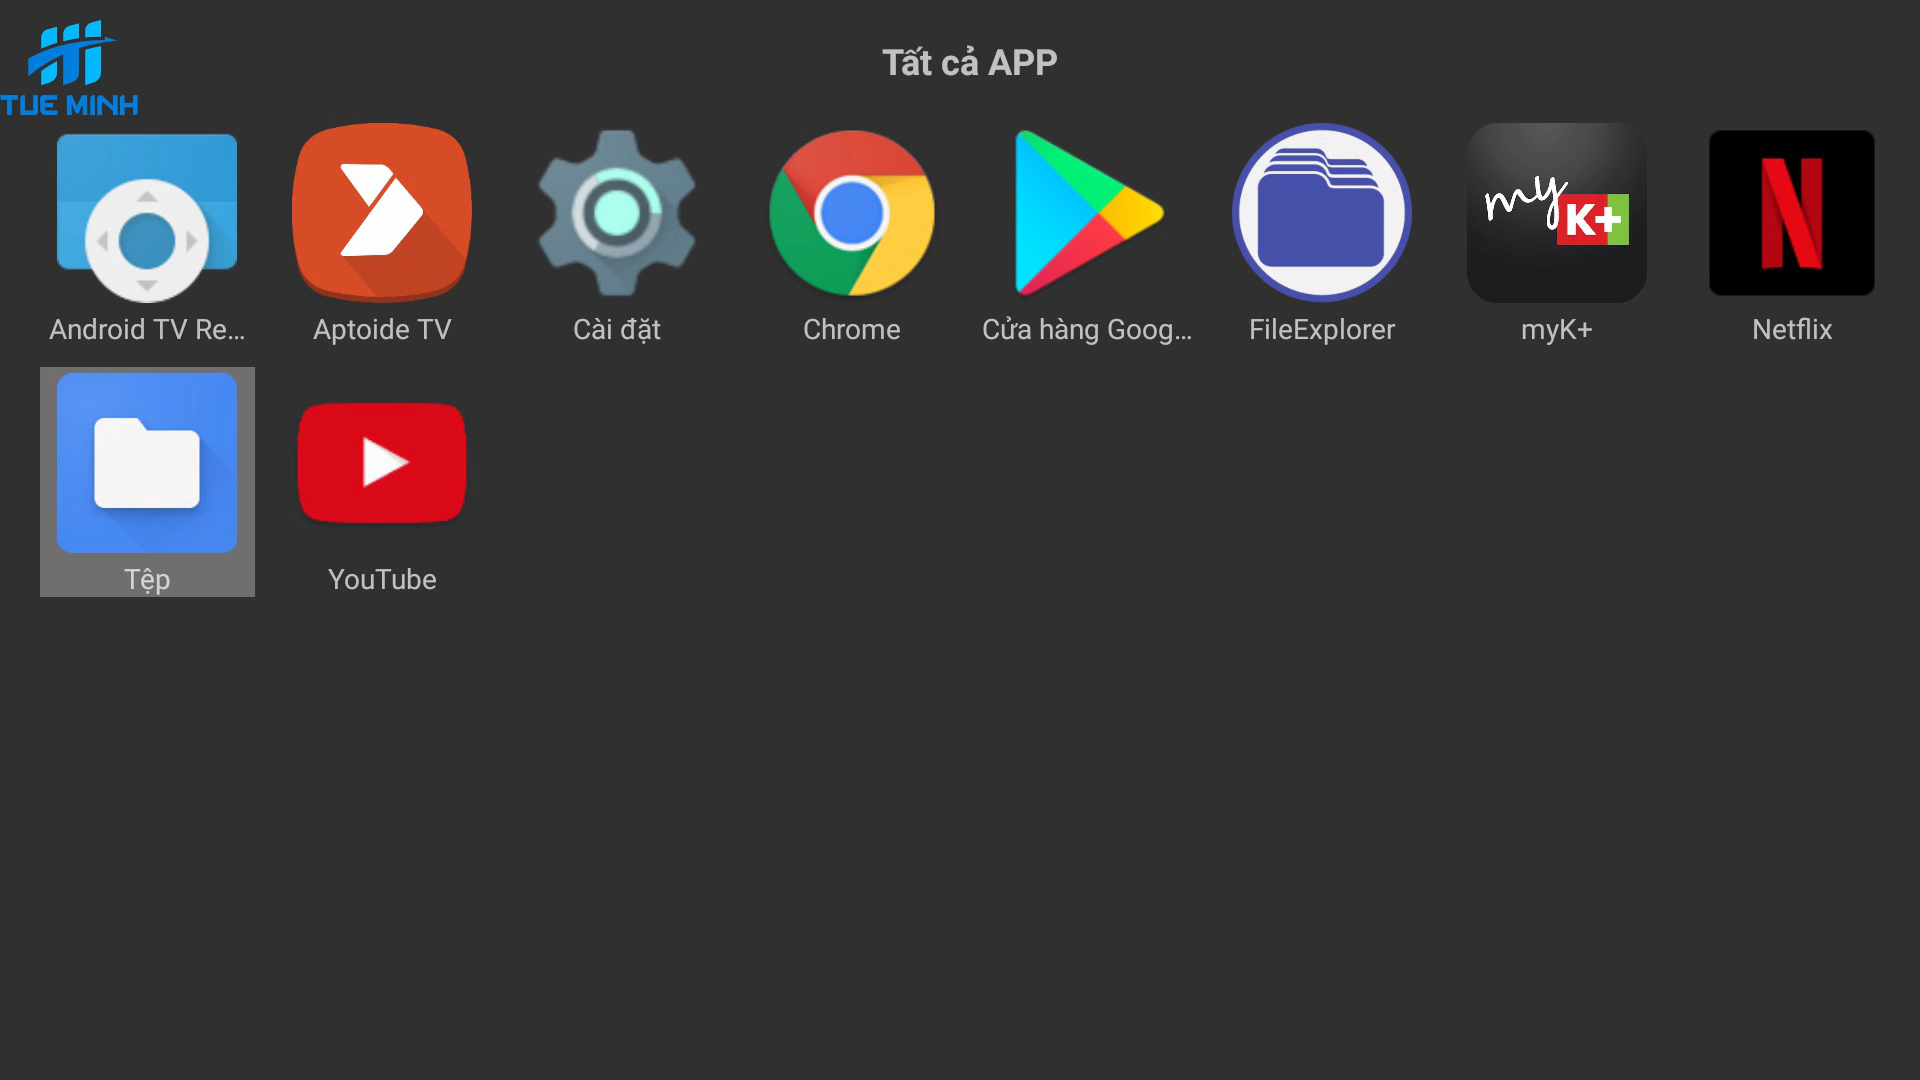 TUE MINH
Tất cả APP
Android TV Re...
Aptoide TV
Cài đặt
Chrome
Cửa hàng Goog...
FileExplorer
my K+
myK+
N
Netflix
Tệp
YouTube